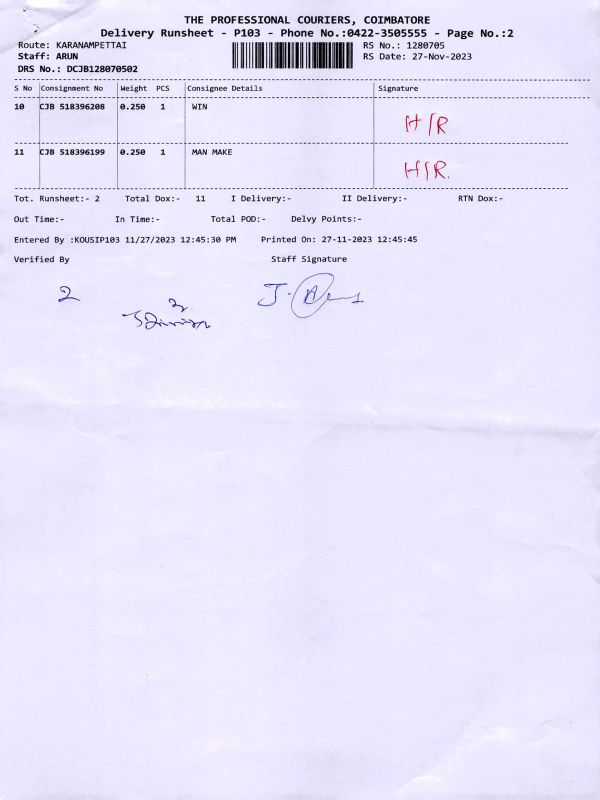 THE PROFESSIONAL COURIERS, COIMBATORE
Delivery Runsheet - P103 - Phone No.:0422-3505555 - Page No.:2
Route: KARANAMPETTAI RS No.: 1280705
Staff: ARUN RS Date: 27-Nov-2023
DRS No.: DCJB128070502
S No Consignment No Weight PCS Consignee Details Signature
10 CJB 518396208 0.250 1 WIN H/R
11 CJB 518396199 0.250 1 MAN MAKE H/R.
Tot. Runsheet:- 2 Total Dox:- 11 I Delivery:- II Delivery:- RTN Dox:-
Out Time:- In Time:- Total POD:- Delvy Points:-
Entered By :KOUSIP103 11/27/2023 12:45:30 PM Printed On: 27-11-2023 12:45:45
Verified By Staff Signature
2
2